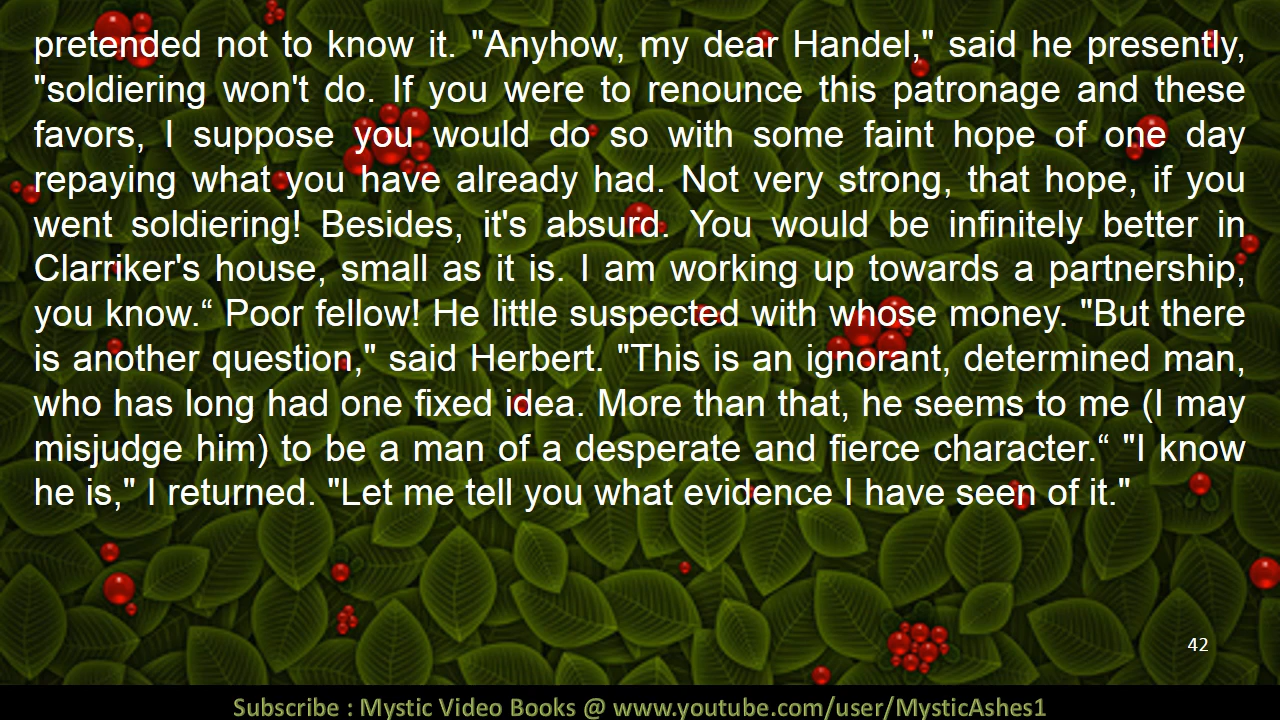 pretended not to know it. "Anyhow, my dear Handel," said he presently,
"soldiering won't do. If you were to renounce this patronage and these
favors, I suppose you would do so with some faint hope of one day
repaying what you have already had. Not very strong, that hope, if you
went soldiering! Besides, it's absurd. You would be infinitely better in
Clarriker's house, small as it is. I am working up towards a partnership,
you know.“ Poor fellow! He little suspected with whose money. "But there
is another question," said Herbert. "This is an ignorant, determined man,
who has long had one fixed idea. More than that, he seems to me (I may
misjudge him) to be a man of a desperate and fierce character.“ "I know
he is," I returned. "Let me tell you what evidence I have seen of it."
42
Subscribe : Mystic Video Books @ www.youtube.com/user/MysticAshes1